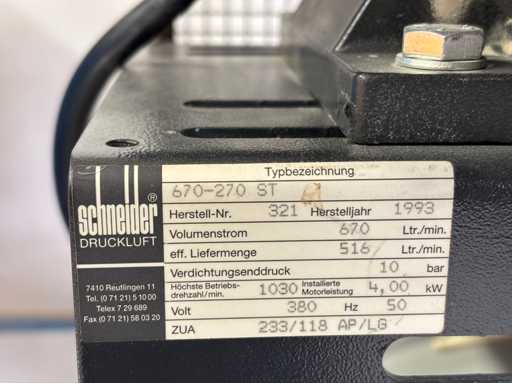 Typbezeichnung
670-270 ST
Herstell-Nr. 321 Herstelljahr 1993
Volumenstrom 670 Ltr./min.
eff. Liefermenge 516 Ltr./min.
Verdichtungsenddruck 10 bar
Höchste Betriebs-drehzahl/min. 1030 Installierte Motorleistung 4,00 kW
Volt 380 Hz 50
ZUA 233/118 AP/LG
schneider ®
DRUCKLUFT
7410 Reutlingen 11
Tel. (0 71 21) 5 10 00
Telex 7 29 689
Fax (0 71 21) 58 03 20